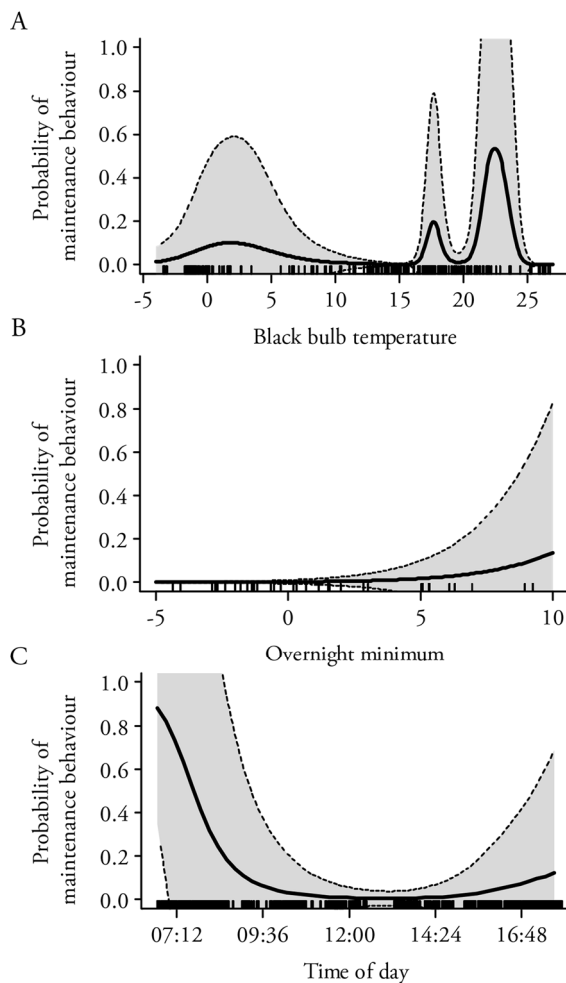 A
Probability of
maintenance behaviour
1.0
0.8
0.6
0.4
0.2
0.0
-5 0 5 10 15 20 25
Black bulb temperature
B
Probability of
maintenance behaviour
1.0
0.8
0.6
0.4
0.2
0.0
-5 0 5 10
Overnight minimum
C
Probability of
maintenance behaviour
1.0
0.8
0.6
0.4
0.2
0.0
07:12 09:36 12:00 14:24 16:48
Time of day